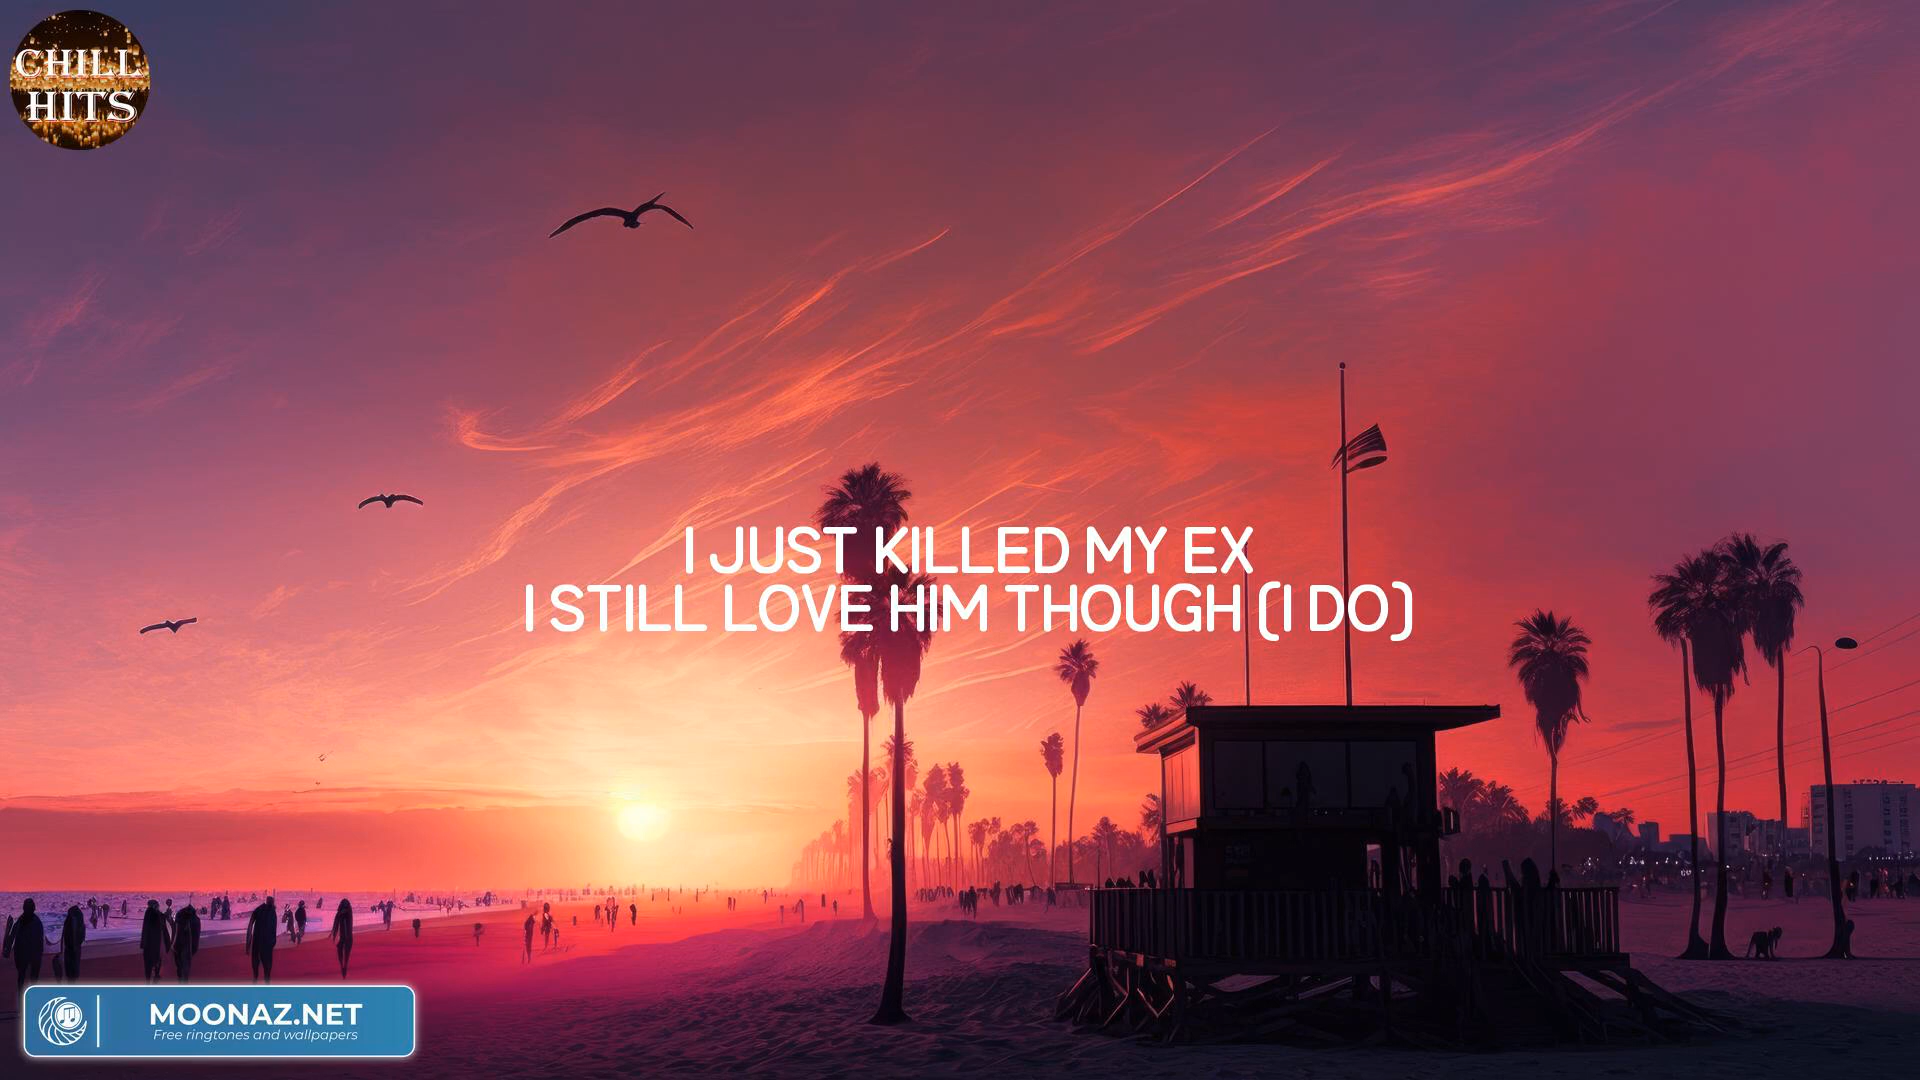 CHILL
HITS
I JUST KILLED MY EX
I STILL LOVE HIM THOUGH (I DO)
MOONAZ.NET
Free ringtones and wallpapers